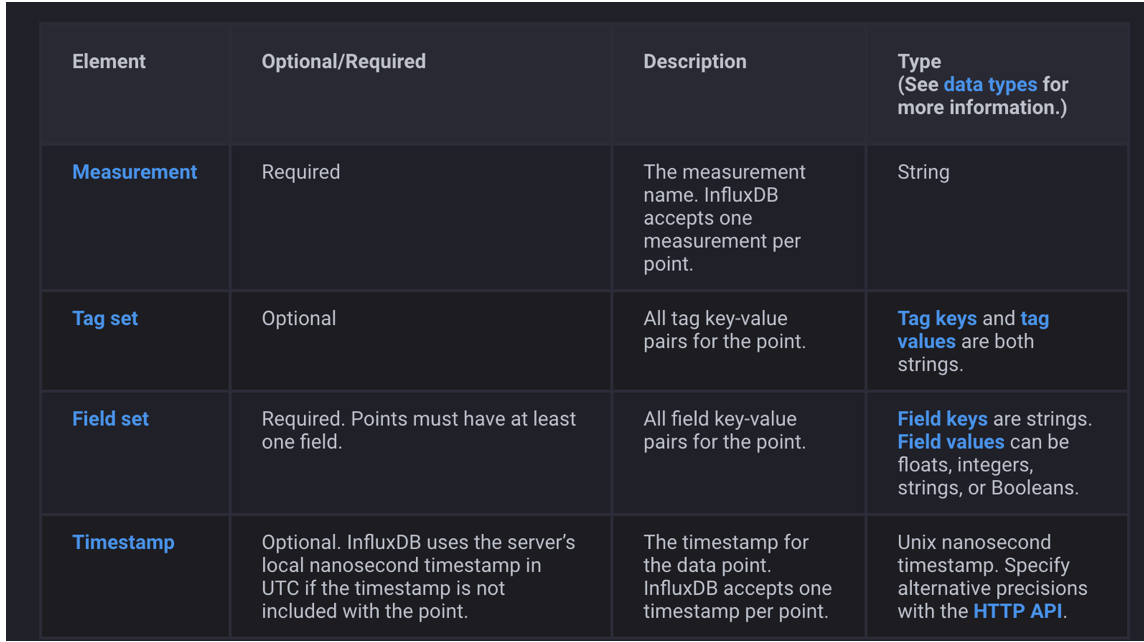 Element
Optional/Required
Description
Type
(See data types for
more information.)
Measurement
Required
The measurement
name. InfluxDB
accepts one
measurement per
point.
String
Tag set
Optional
All tag key-value
pairs for the point.
Tag keys and tag
values are both
strings.
Field set
Required. Points must have at least
one field.
All field key-value
pairs for the point.
Field keys are strings.
Field values can be
floats, integers,
strings, or Booleans.
Timestamp
Optional. InfluxDB uses the server’s
local nanosecond timestamp in
UTC if the timestamp is not
included with the point.
The timestamp for
the data point.
InfluxDB accepts one
timestamp per point.
Unix nanosecond
timestamp. Specify
alternative precisions
with the HTTP API.